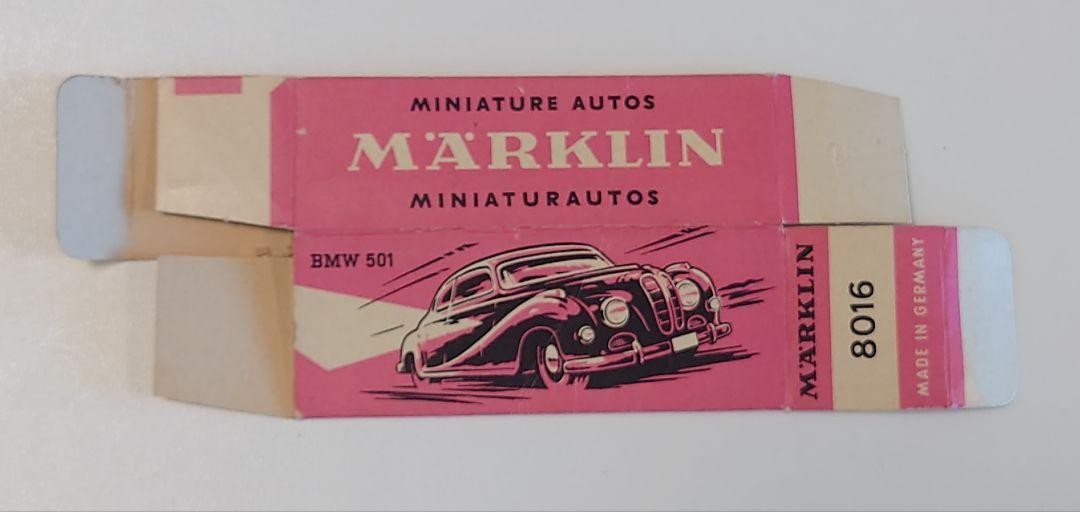 MINIATURE AUTOS
MÄRKLIN
MINIATURAUTOS
BMW 501
MÄRKLIN
8016
MADE IN GERMANY